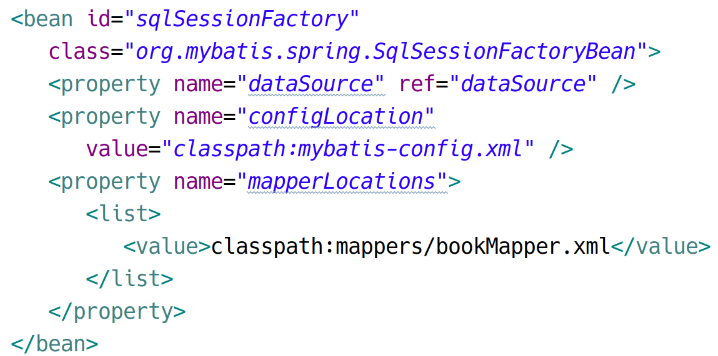 <bean id="sqlSessionFactory"
   class="org.mybatis.spring.SqlSessionFactoryBean">
   <property name="dataSource" ref="dataSource" />
   <property name="configLocation"
      value="classpath:mybatis-config.xml" />
   <property name="mapperLocations">
      <list>
         <value>classpath:mappers/bookMapper.xml</value>
      </list>
   </property>
</bean>